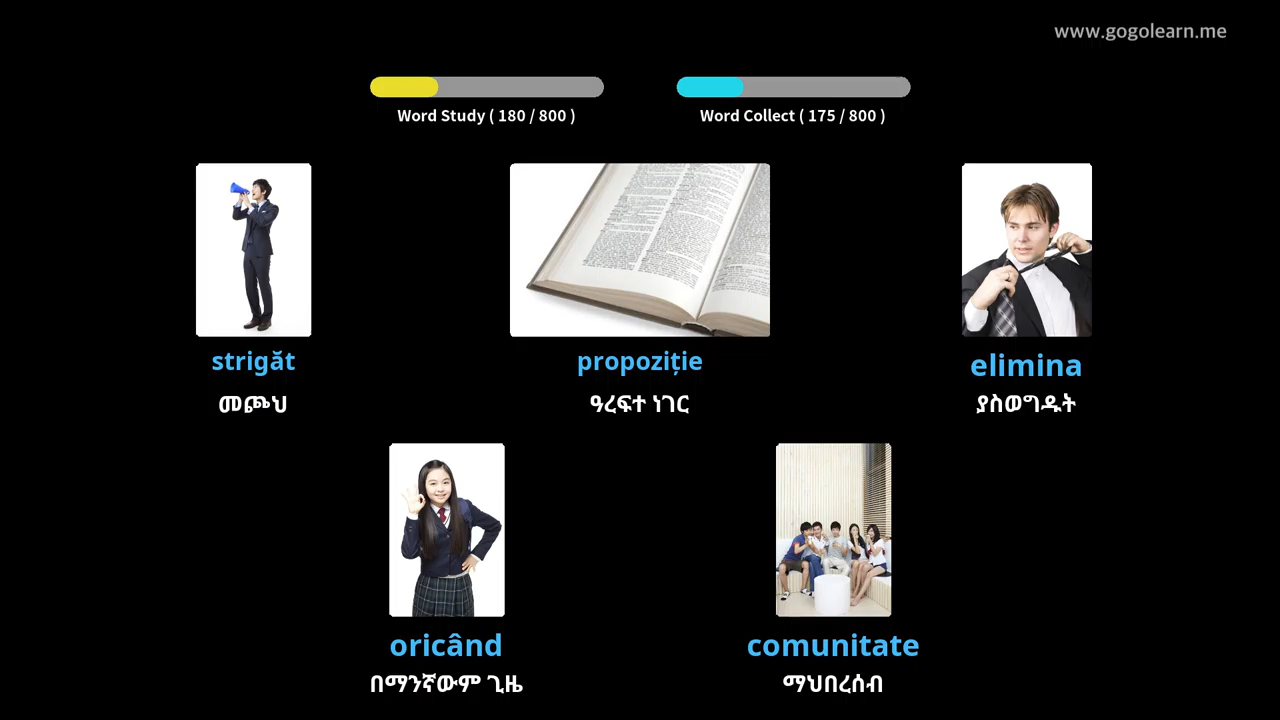 www.gogolearn.me
Word Study ( 180 / 800 )
Word Collect ( 175 / 800 )
strigăt
propoziție
elimina
መጮህ
ዓረፍተ ነገር
ያስወግዱት
oricând
comunitate
በማንኛውም ጊዜ
ማህበረሰብ